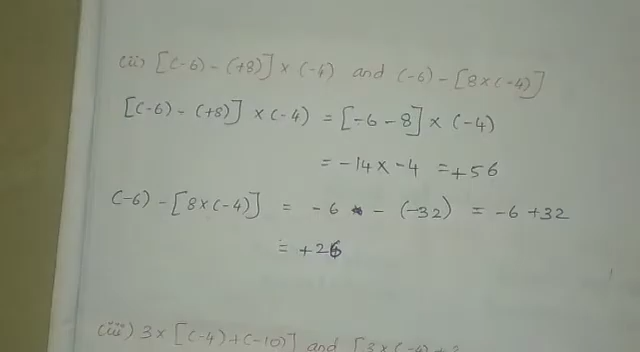 (ii) [(-6) - (+8)] × (-4) and (-6) - [8×(-4)]
[(-6) - (+8)] × (-4) = [-6 - 8] × (-4)
= -14 × -4 = +56
(-6) - [8×(-4)] = -6 - (-32) = -6 + 32
= +26
(iii) 3 × [(-4) + (-10)] and [3 × (-4) +